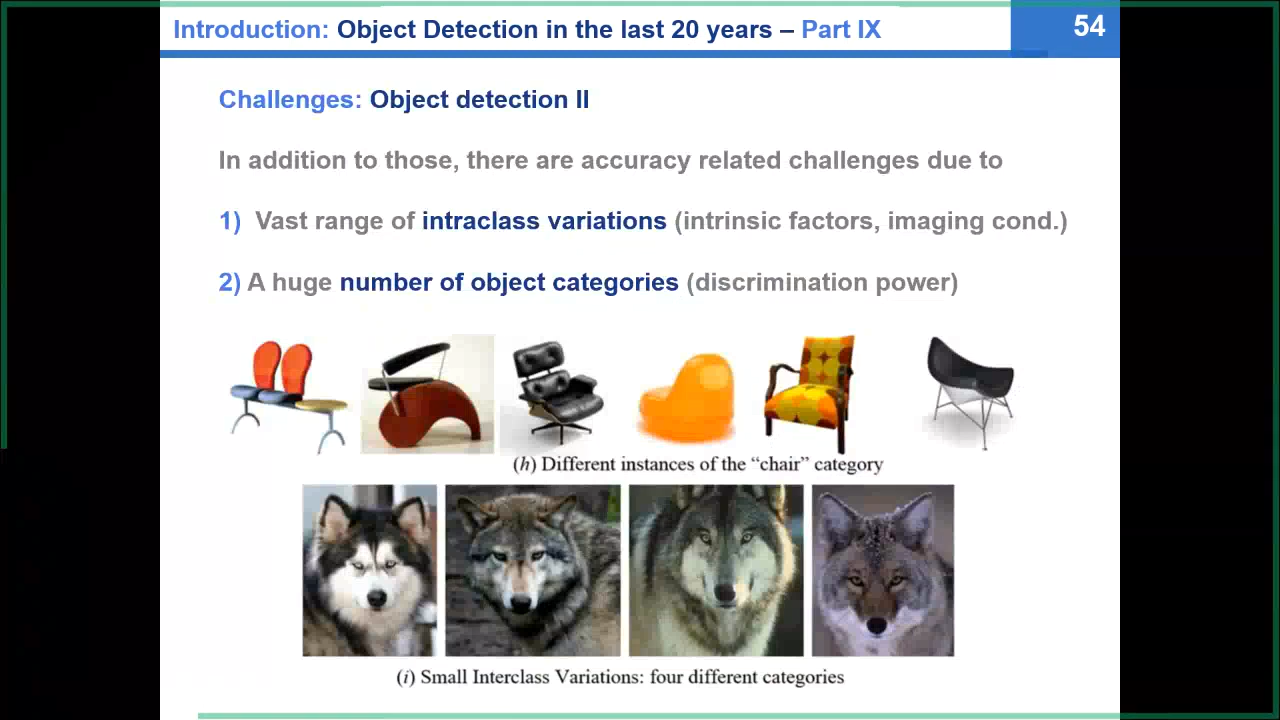 Introduction: Object Detection in the last 20 years – Part IX
54
Challenges: Object detection II
In addition to those, there are accuracy related challenges due to
1) Vast range of intraclass variations (intrinsic factors, imaging cond.)
2) A huge number of object categories (discrimination power)
(h) Different instances of the “chair” category
(i) Small Interclass Variations: four different categories